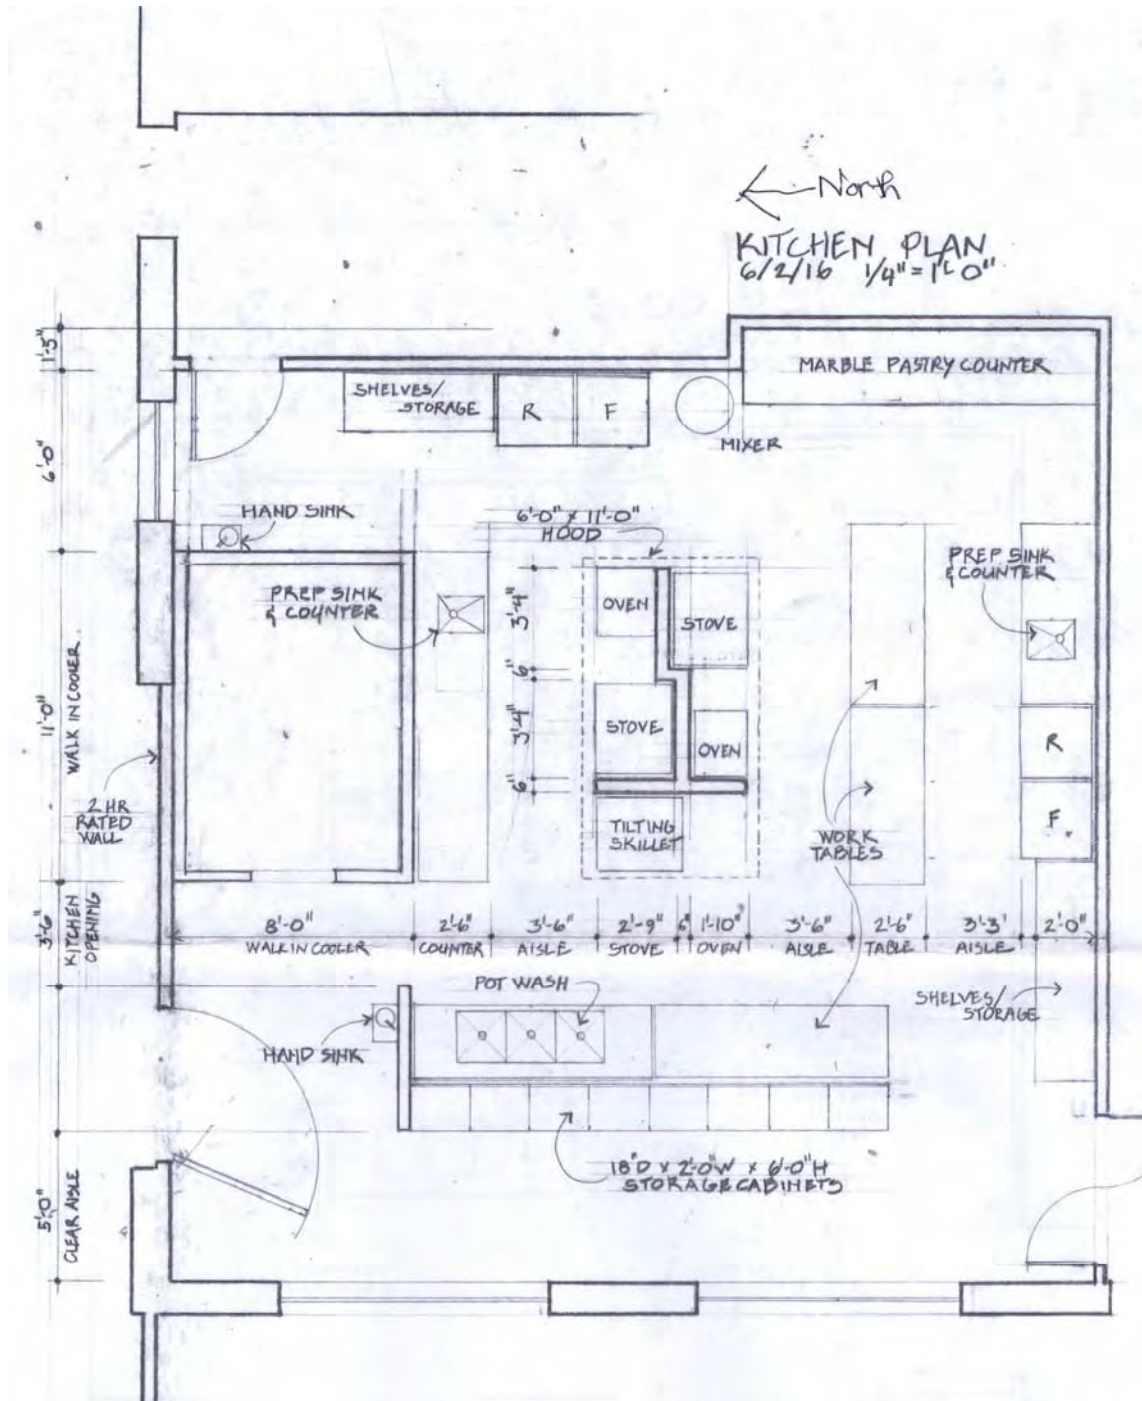 North
KITCHEN PLAN
6/2/16 1/4" = 1'-0"
1'-3"
MARBLE PASTRY COUNTER
SHELVES/
STORAGE
R
F
MIXER
6'-0"
HAND SINK
6'-0" x 11'-0"
HOOD
PREP SINK
& COUNTER
PREP SINK
& COUNTER
OVEN
STOVE
3'-4"
6"
STOVE
OVEN
3'-4"
6"
R
F
TILTING
SKILLET
WORK
TABLES
11'-0"
WALK IN COOLER
2 HR
RATED
WALL
3'-6"
KITCHEN
OPENING
8'-0" 2'-6" 3'-6" 2'-9" 6" 1'-10" 3'-6" 2'-6" 3'-3' 2'-0"
WALK IN COOLER COUNTER AISLE STOVE OVEN AISLE TABLE AISLE
POT WASH
SHELVES/
STORAGE
HAND SINK
18"D x 2'-0"W x 6'-0"H
STORAGE CABINETS
5'-0"
CLEAR AISLE